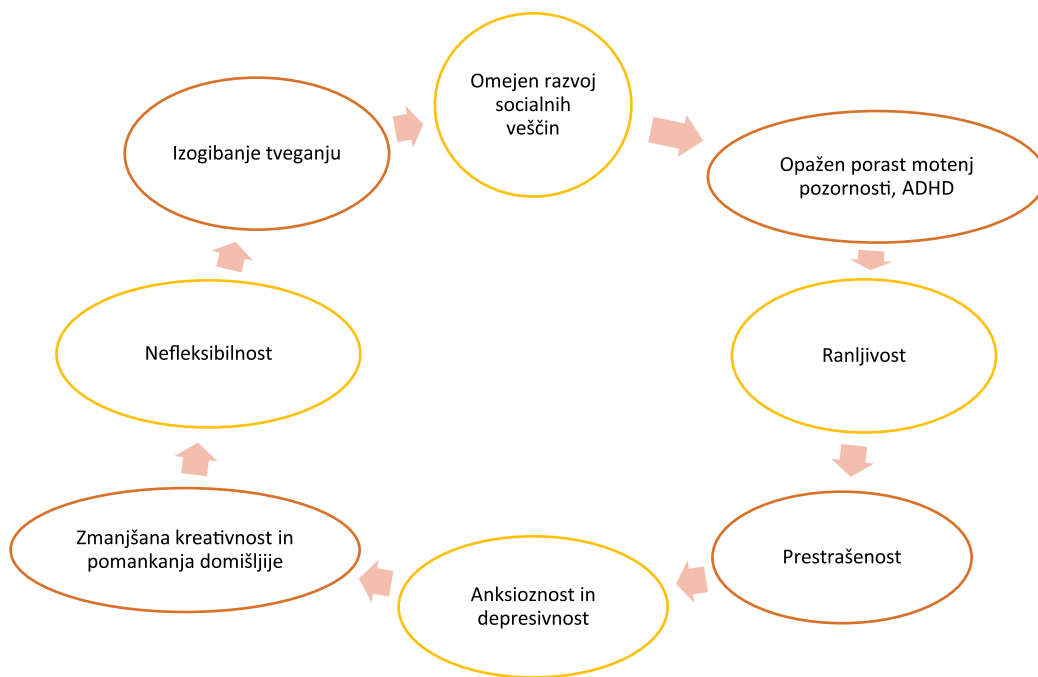 Omejen razvoj
socialnih
veščin
Opažen porast motenj
pozornosti, ADHD
Ranljivost
Prestrašenost
Anksioznost in
depresivnost
Zmanjšana kreativnost in
pomankanja domišljije
Nefleksibilnost
Izogibanje tveganju